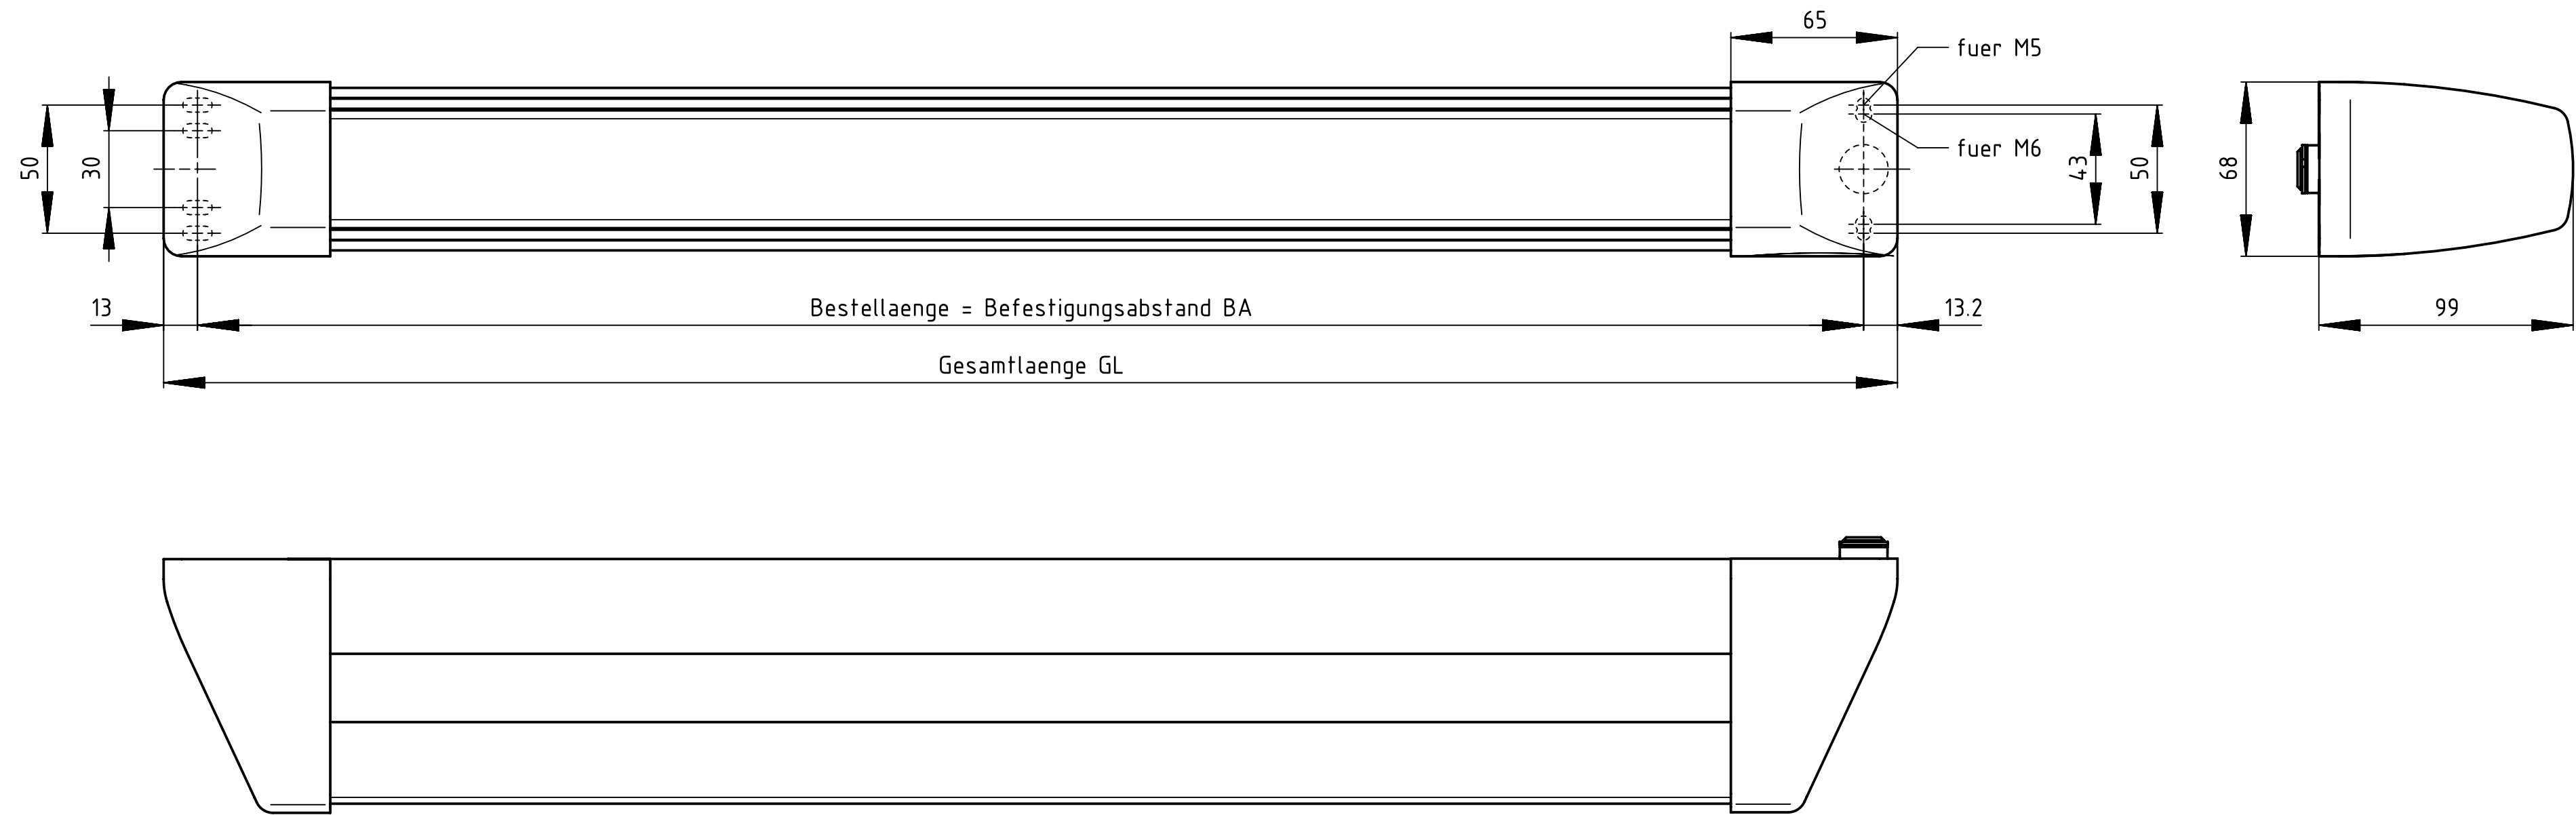 65
fuer M5
fuer M6
50
30
43
50
68
13
Bestellaenge = Befestigungsabstand BA
13.2
99
Gesamtlaenge GL